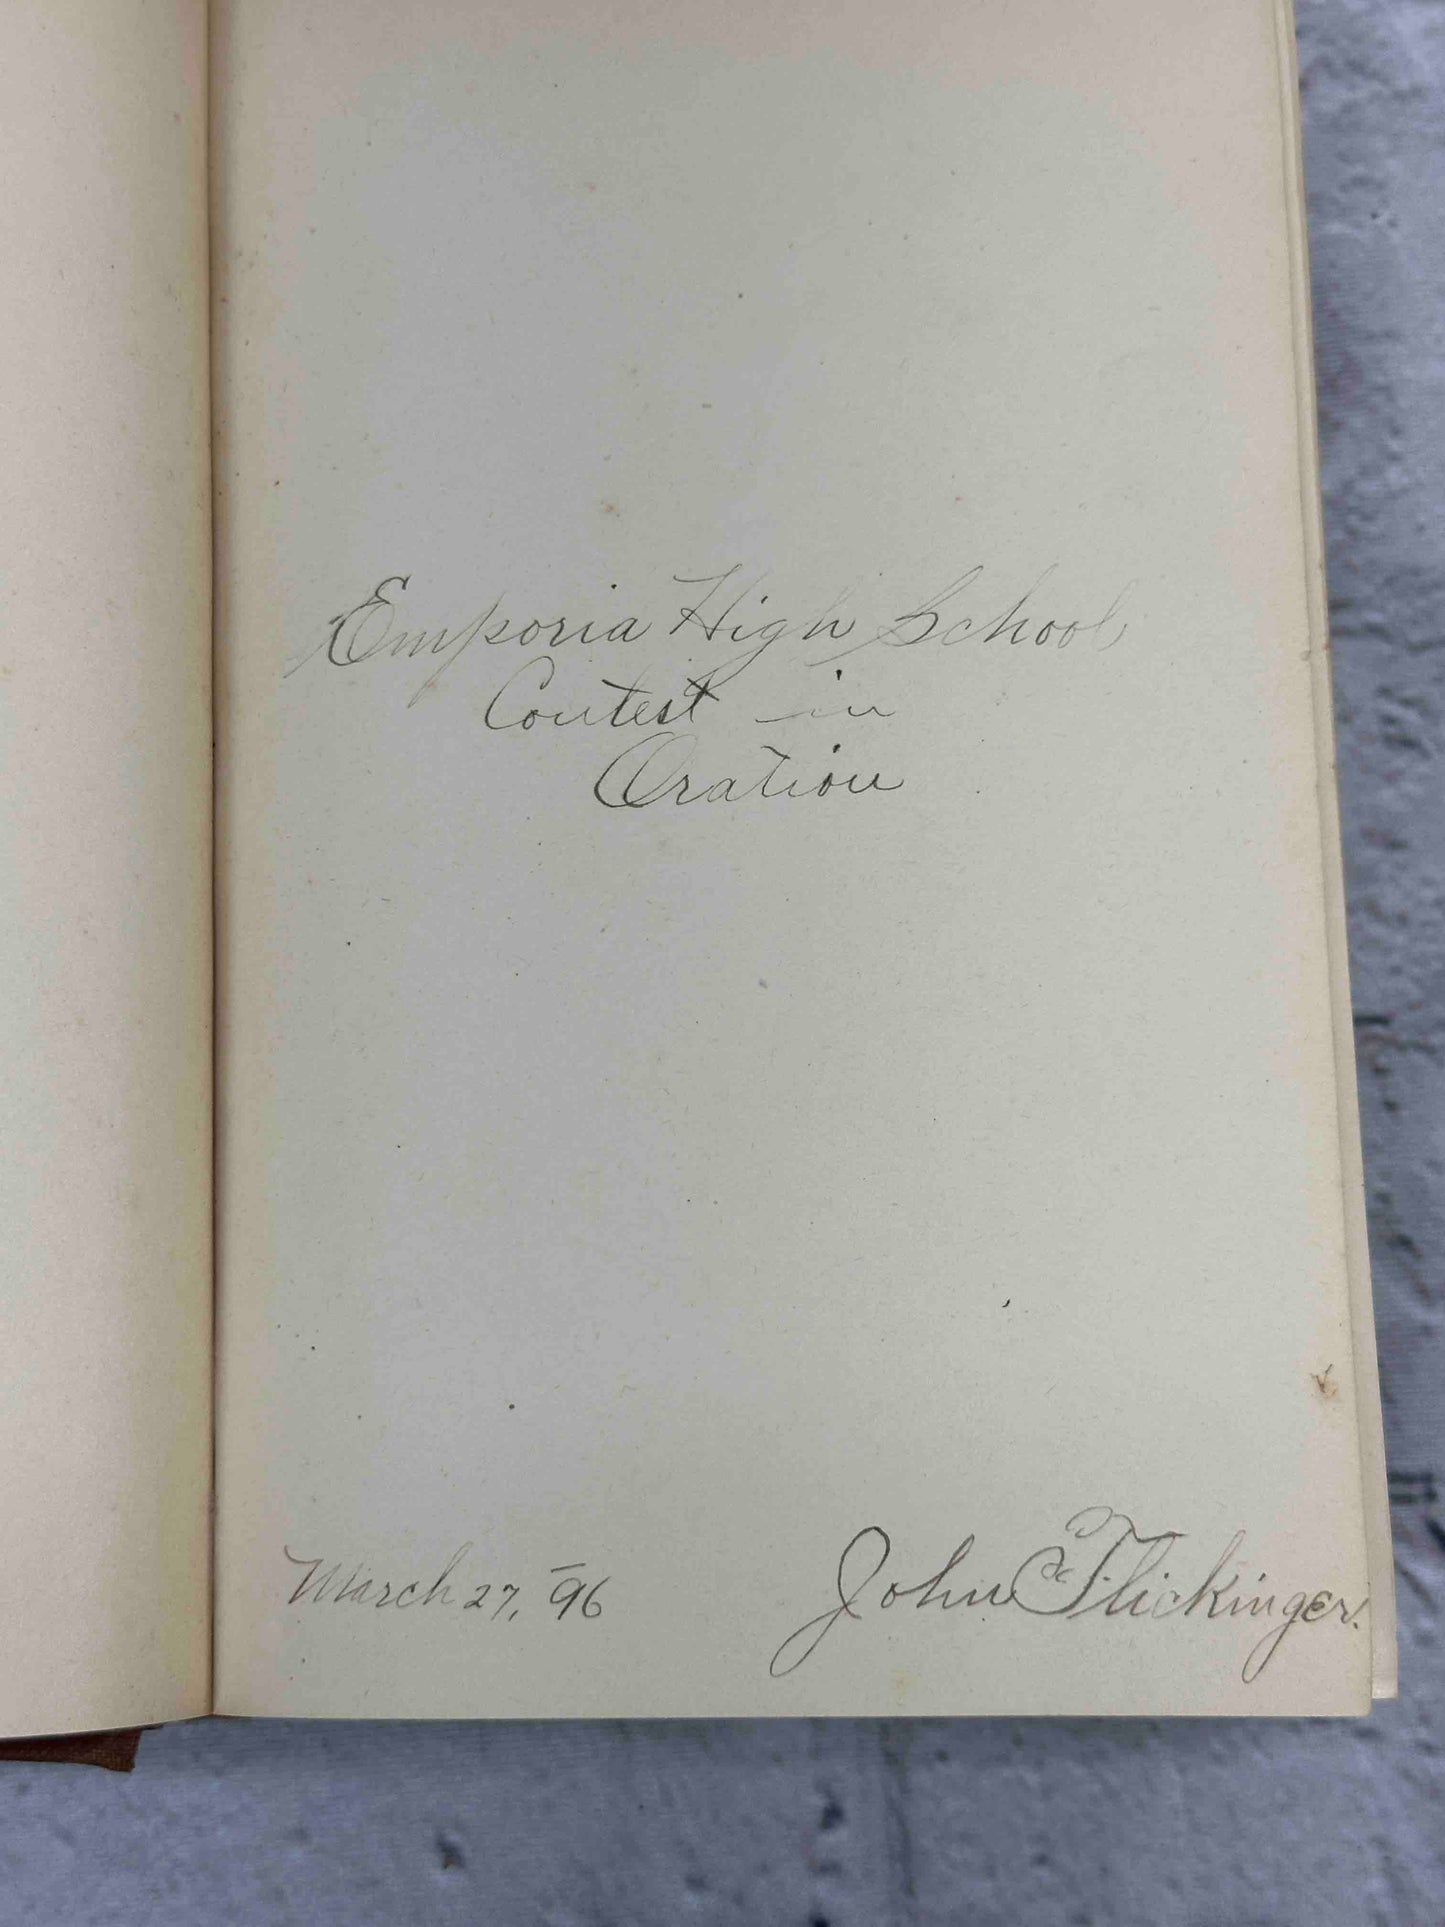 Emporia High School
Contest in
Oration
March 27, '96
John Flickinger.